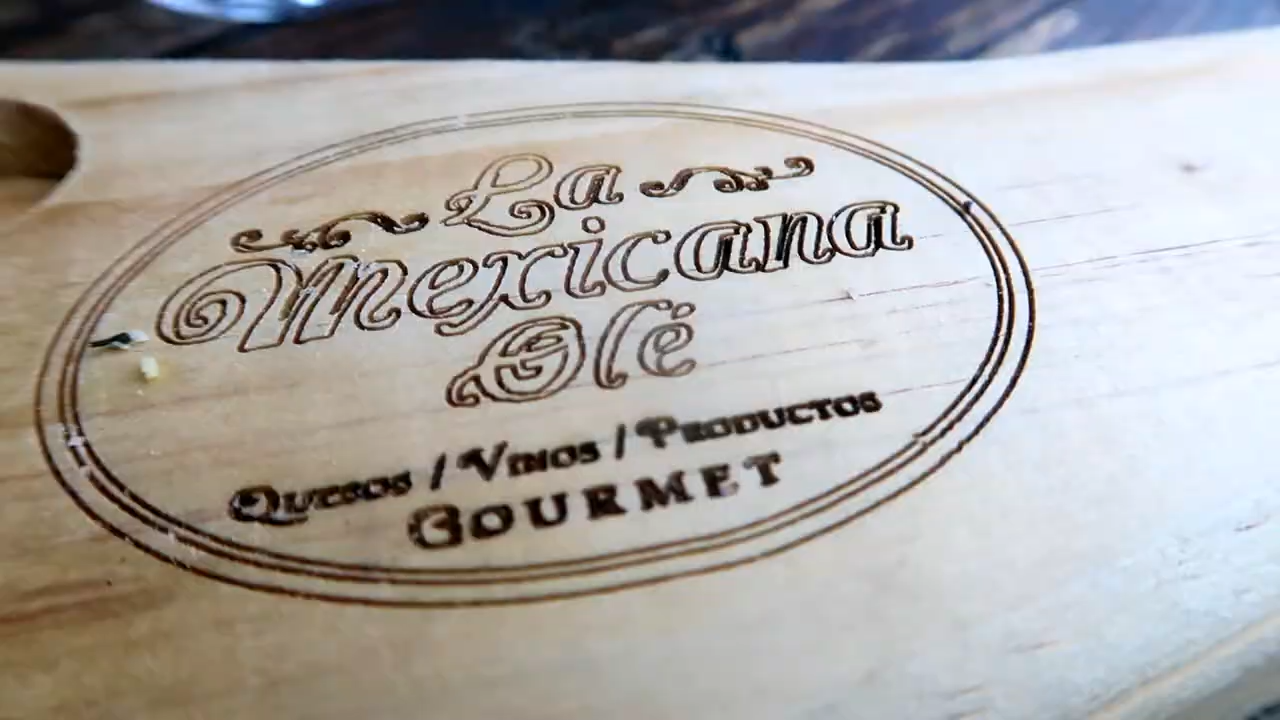 La
Mexicana
Olé
Quesos / Vinos / Productos
GOURMET